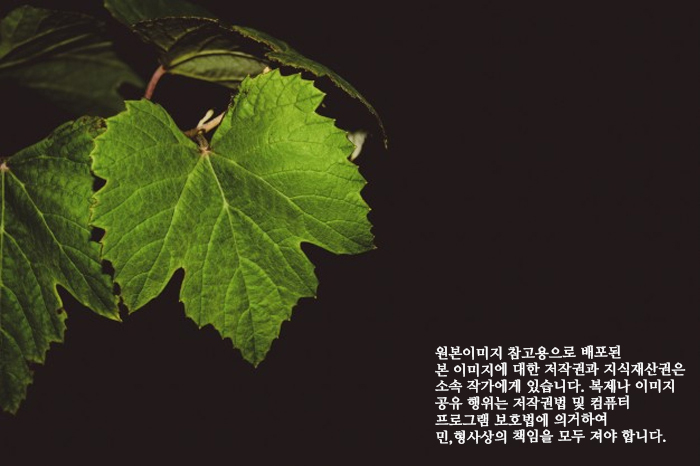 원본이미지 참고용으로 배포된
본 이미지에 대한 저작권과 지식재산권은
소속 작가에게 있습니다. 복제나 이미지
공유 행위는 저작권법 및 컴퓨터
프로그램 보호법에 의거하여
민,형사상의 책임을 모두 져야 합니다.